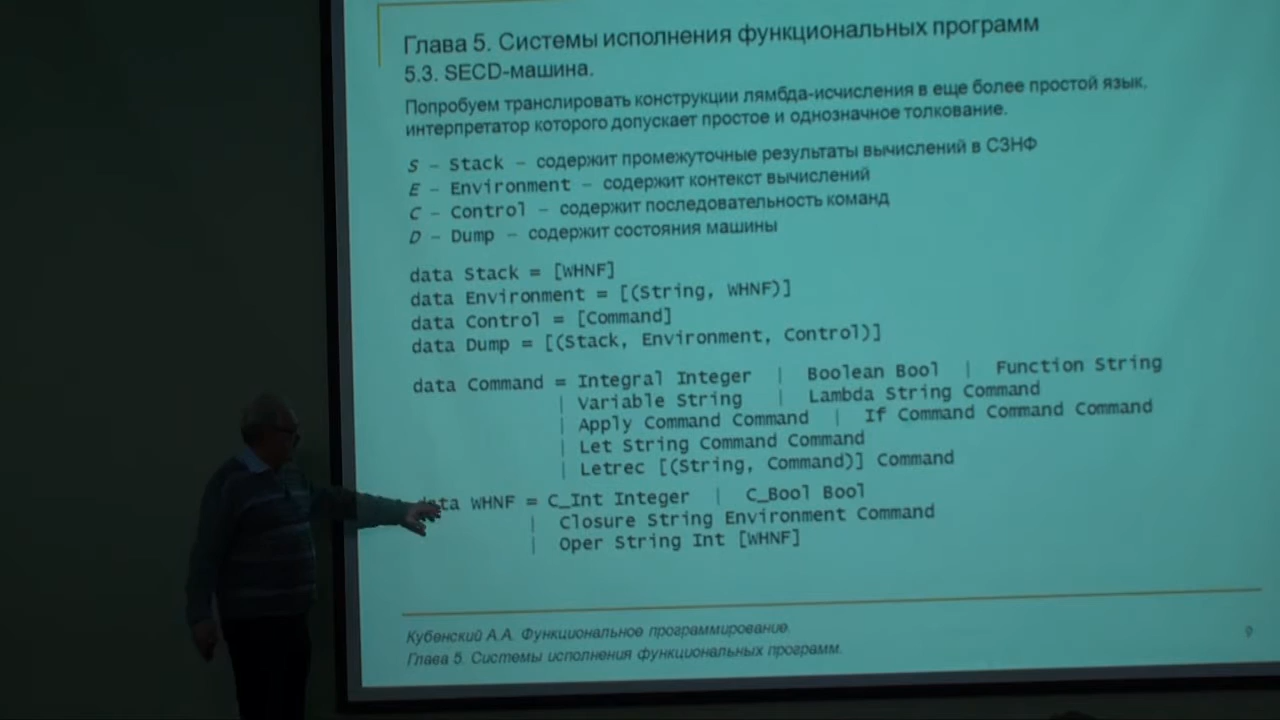 Глава 5. Системы исполнения функциональных программ
5.3. SECD-машина.
Попробуем транслировать конструкции лямбда-исчисления в еще более простой язык,
интерпретатор которого допускает простое и однозначное толкование.
S – Stack – содержит промежуточные результаты вычислений в СЗНФ
E – Environment – содержит контекст вычислений
C – Control – содержит последовательность команд
D – Dump – содержит состояния машины
data Stack = [WHNF]
data Environment = [(String, WHNF)]
data Control = [Command]
data Dump = [(Stack, Environment, Control)]
data Command = Integral Integer | Boolean Bool | Function String
| Variable String | Lambda String Command
| Apply Command Command | If Command Command Command
| Let String Command Command
| Letrec [(String, Command)] Command
data WHNF = C_Int Integer | C_Bool Bool
| Closure String Environment Command
| Oper String Int [WHNF]
Кубенский А.А. Функциональное программирование.
Глава 5. Системы исполнения функциональных программ.
9